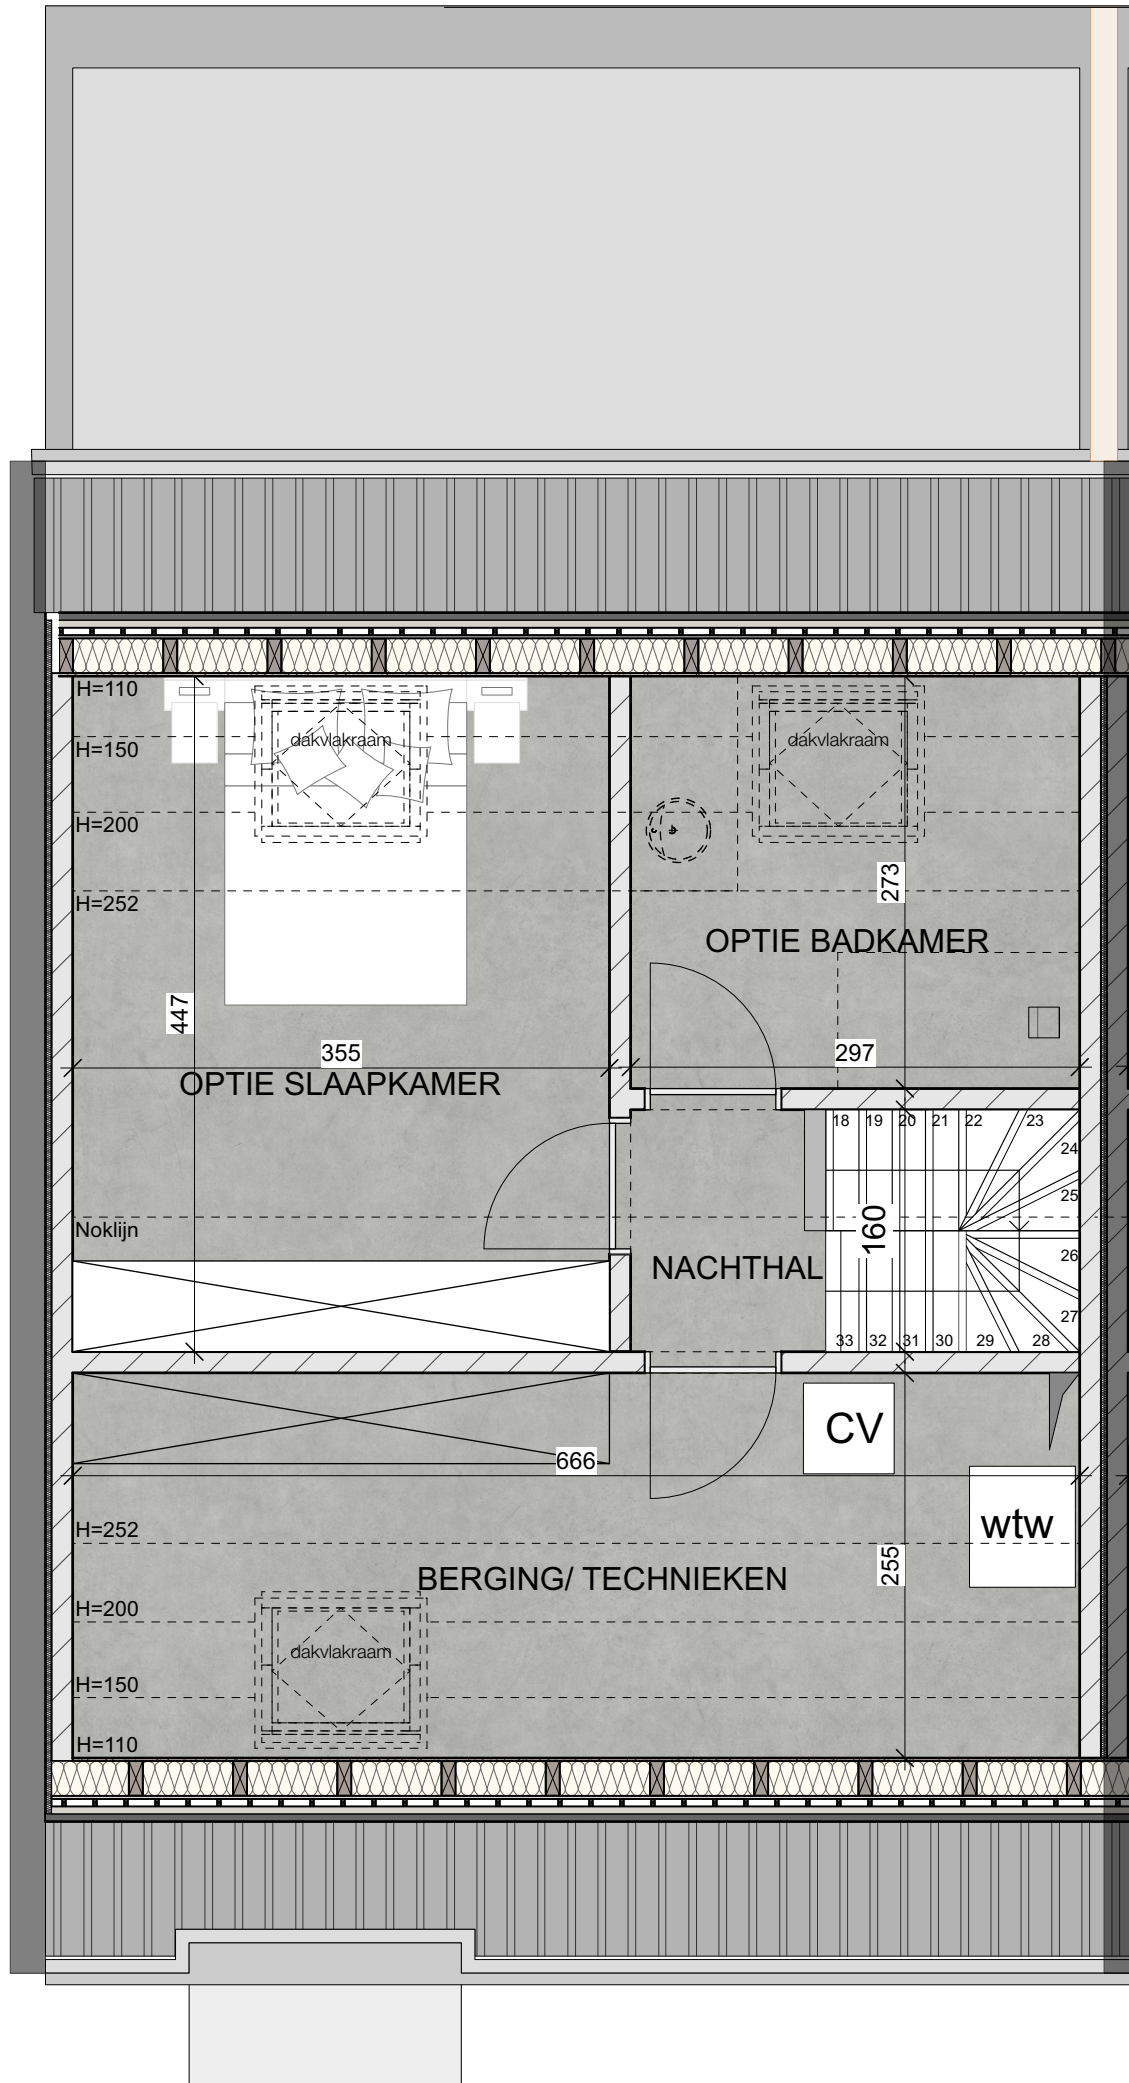 H=110
dakvlakraam
dakvlakraam
H=150
H=200
273
H=252
OPTIE BADKAMER
447
355
297
OPTIE SLAAPKAMER
18
19
20
21
22
23
24
25
160
Noklijn
26
NACHTHAL
27
33
32
31
30
29
28
CV
666
wtw
H=252
255
BERGING/ TECHNIEKEN
H=200
dakvlakraam
H=150
H=110